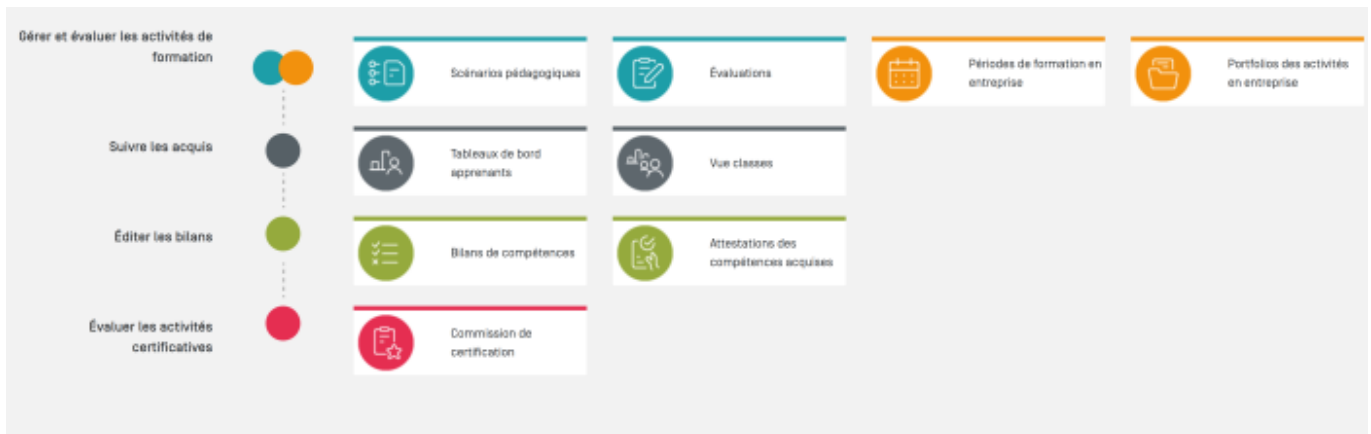 Gérer et évaluer les activités de
formation
Scénarios pédagogiques
Évaluations
Périodes de formation en
entreprise
Portfolios des activités
en entreprise
Suivre les acquis
Tableaux de bord
apprenants
Vue classes
Éditer les bilans
Bilans de compétences
Attestations des
compétences acquises
Évaluer les activités
certificatives
Commission de
certification